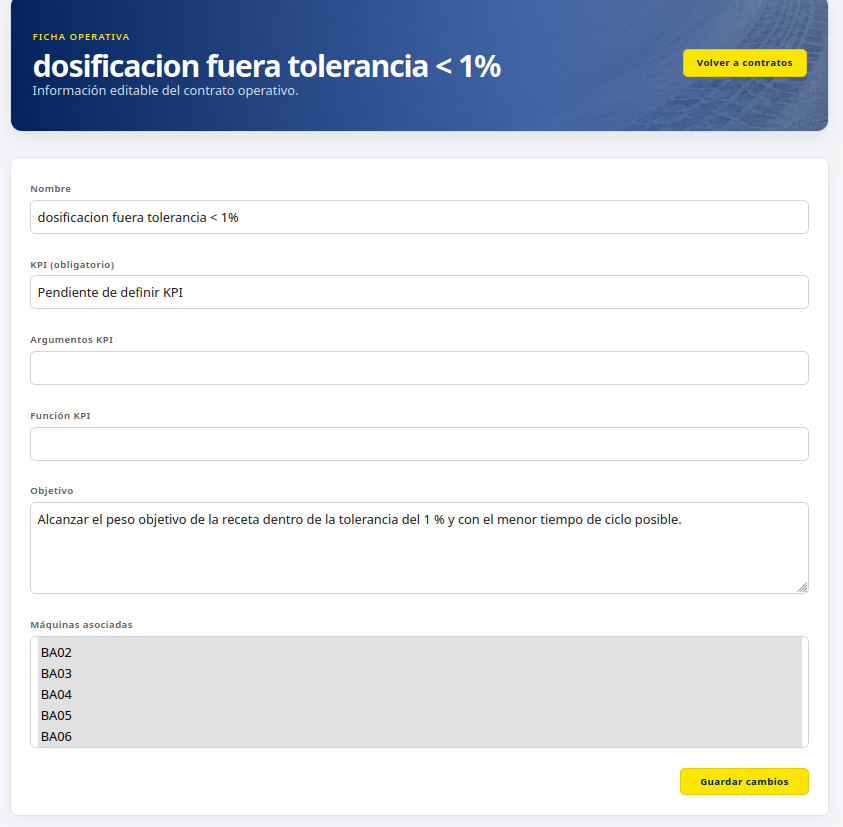 FICHA OPERATIVA
dosificacion fuera tolerancia < 1%
Información editable del contrato operativo.
Volver a contratos
Nombre
dosificacion fuera tolerancia < 1%
KPI (obligatorio)
Pendiente de definir KPI
Argumentos KPI
Función KPI
Objetivo
Alcanzar el peso objetivo de la receta dentro de la tolerancia del 1 % y con el menor tiempo de ciclo posible.
Máquinas asociadas
BA02
BA03
BA04
BA05
BA06
Guardar cambios